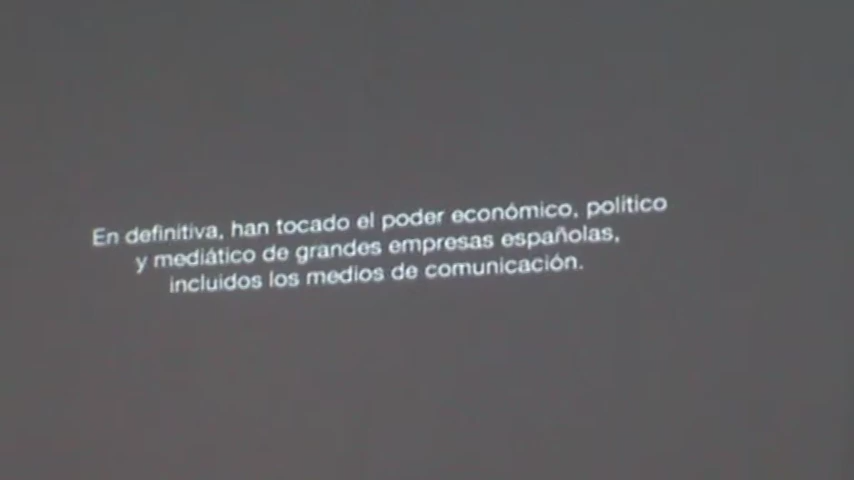 En definitiva, han tocado el poder económico, político
y mediático de grandes empresas españolas,
incluidos los medios de comunicación.